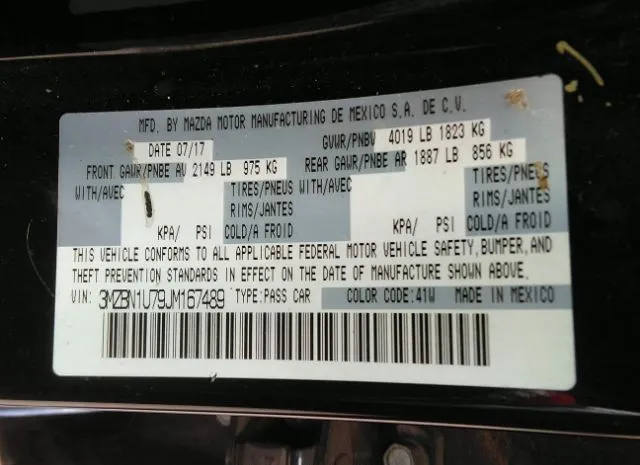 MFD. BY MAZDA MOTOR MANUFACTURING DE MEXICO S.A. DE C.V.
DATE 07/17 GVWR/PNBV 4019 LB 1823 KG
FRONT GAWR/PNBE AV 2149 LB 975 KG REAR GAWR/PNBE AR 1887 LB 856 KG
WITH/AVEC TIRES/PNEUS WITH/AVEC TIRES/PNEUS
RIMS/JANTES RIMS/JANTES
KPA/ PSI COLD/A FROID KPA/ PSI COLD/A FROID
THIS VEHICLE CONFORMS TO ALL APPLICABLE FEDERAL MOTOR VEHICLE SAFETY, BUMPER, AND
THEFT PREVENTION STANDARDS IN EFFECT ON THE DATE OF MANUFACTURE SHOWN ABOVE.
VIN: 3MZBN1U79JM167489 TYPE:PASS CAR COLOR CODE:41W MADE IN MEXICO